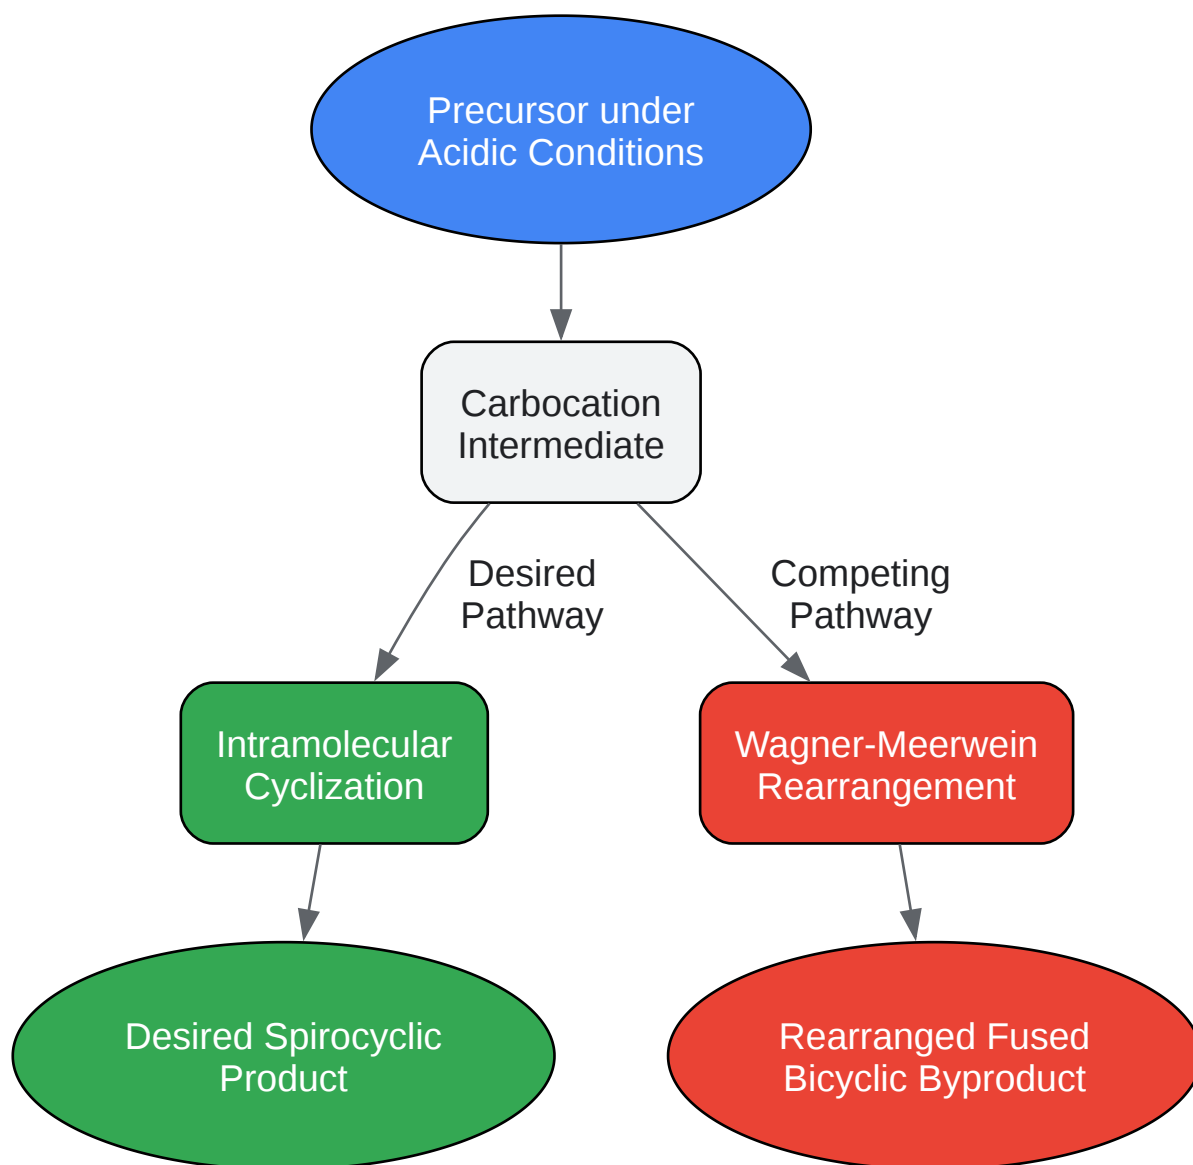 Precursor under
Acidic Conditions
Carbocation
Intermediate
Desired
Pathway
Competing
Pathway
Intramolecular
Cyclization
Wagner-Meerwein
Rearrangement
Desired Spirocyclic
Product
Rearranged Fused
Bicyclic Byproduct